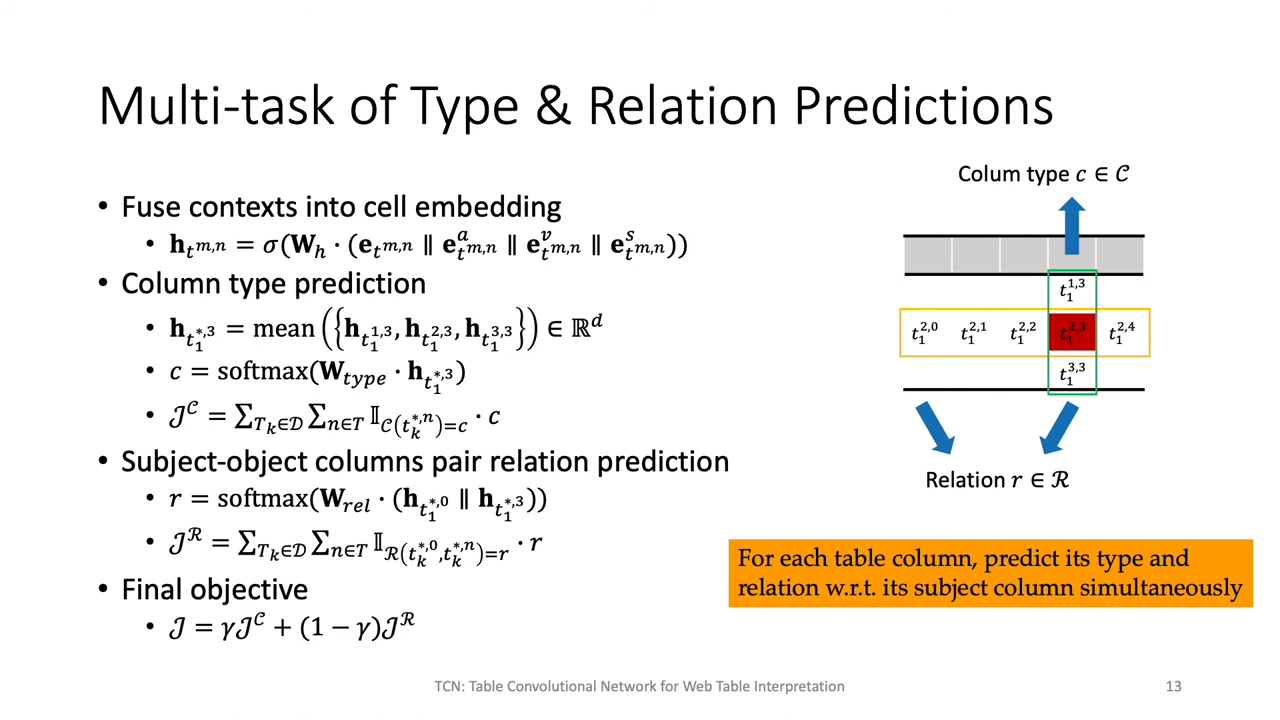 Multi-task of Type & Relation Predictions
• Fuse contexts into cell embedding
• 𝐡_{t^{m,n}} = σ(𝐖_h · (𝐞_{t^{m,n}} ∥ 𝐞^a_{t^{m,n}} ∥ 𝐞^v_{t^{m,n}} ∥ 𝐞^s_{t^{m,n}}))
• Column type prediction
• 𝐡_{t_1^{*,3}} = mean ({𝐡_{t_1^{1,3}}, 𝐡_{t_1^{2,3}}, 𝐡_{t_1^{3,3}}}) ∈ ℝ^d
• c = softmax(𝐖_{type} · 𝐡_{t_1^{*,3}})
• 𝒥^𝒞 = ∑_{T_k∈𝒟} ∑_{n∈T} 𝕀_{𝒞(t_k^{*,n})=c} · c
• Subject-object columns pair relation prediction
• r = softmax(𝐖_{rel} · (𝐡_{t_1^{*,0}} ∥ 𝐡_{t_1^{*,3}}))
• 𝒥^ℛ = ∑_{T_k∈𝒟} ∑_{n∈T} 𝕀_{ℛ(t_k^{*,0},t_k^{*,n})=r} · r
• Final objective
• 𝒥 = γ𝒥^𝒞 + (1 − γ)𝒥^ℛ
Colum type c ∈ 𝒞
t_1^{1,3}
t_1^{2,0} t_1^{2,1} t_1^{2,2} t_1^{2,3} t_1^{2,4}
t_1^{3,3}
Relation r ∈ ℛ
For each table column, predict its type and
relation w.r.t. its subject column simultaneously
TCN: Table Convolutional Network for Web Table Interpretation
13